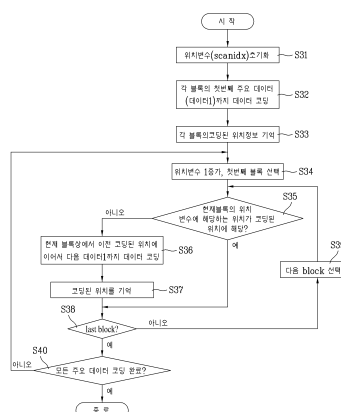 시 작
위치변수(scanidx)초기화
S31
각 블록의 첫번째 주요 데이터
(데이터1)까지 데이터 코딩
S32
각 블록의코딩된 위치정보 기억
S33
위치변수 1증가, 첫번째 블록 선택
S34
S35
현재블록의 위치
변수에 해당하는 위치가 코딩된
위치에 해당?
아니오
예
현재 블록상에서 이전 코딩된 위치에
이어서 다음 데이터1까지 데이터 코딩
S36
코딩된 위치를 기억
S37
다음 block 선택
S38
last block?
아니오
예
S40
모든 주요 데이터 코딩 완료?
아니오
예
종 료